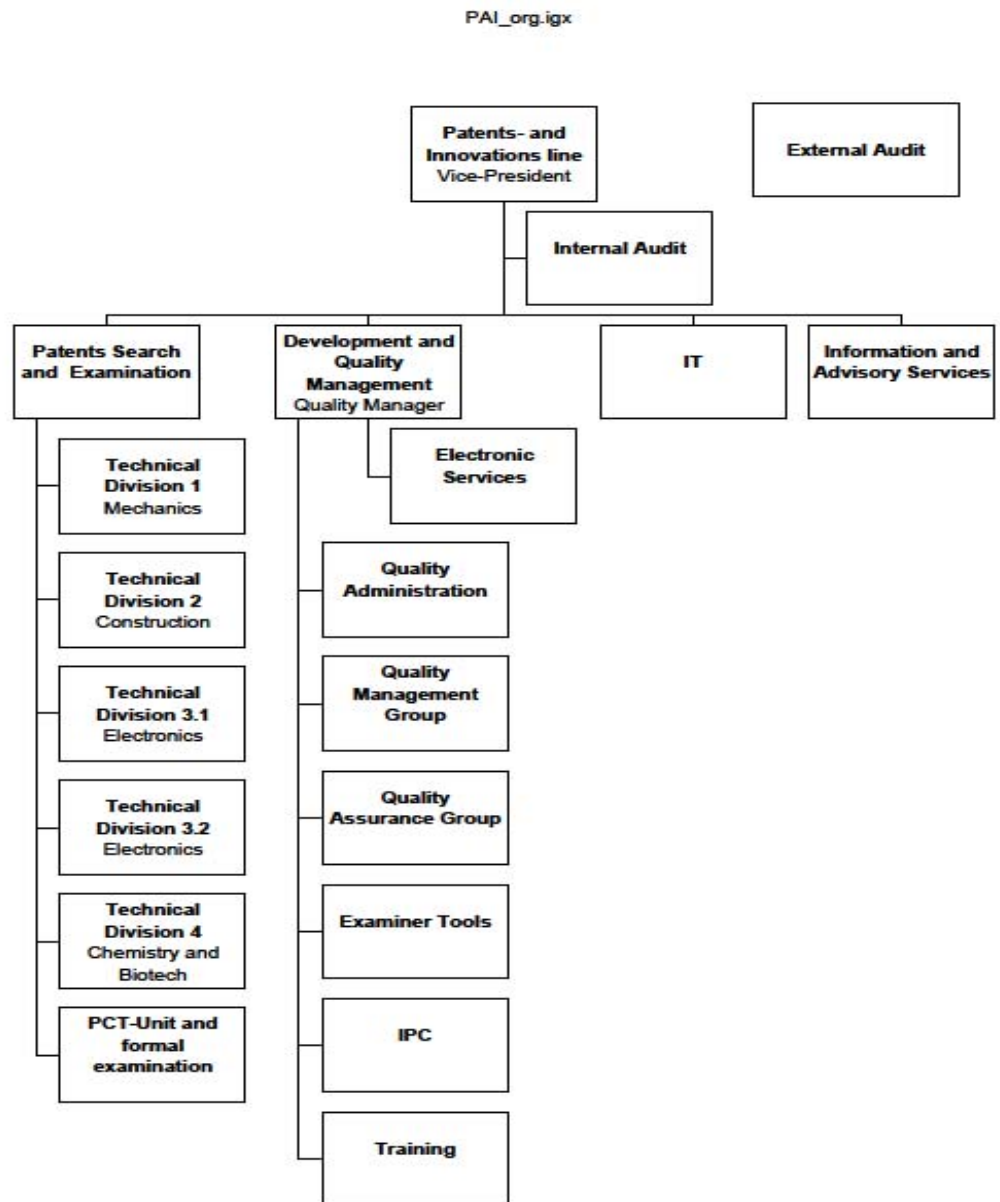 PAI_org.igx
Patents- and
Innovations line
Vice-President
External Audit
Internal Audit
Patents Search
and Examination
Development and
Quality
Management
Quality Manager
IT
Information and
Advisory Services
Technical
Division 1
Mechanics
Technical
Division 2
Construction
Technical
Division 3.1
Electronics
Technical
Division 3.2
Electronics
Technical
Division 4
Chemistry and
Biotech
PCT-Unit and
formal
examination
Electronic
Services
Quality
Administration
Quality
Management
Group
Quality
Assurance Group
Examiner Tools
IPC
Training